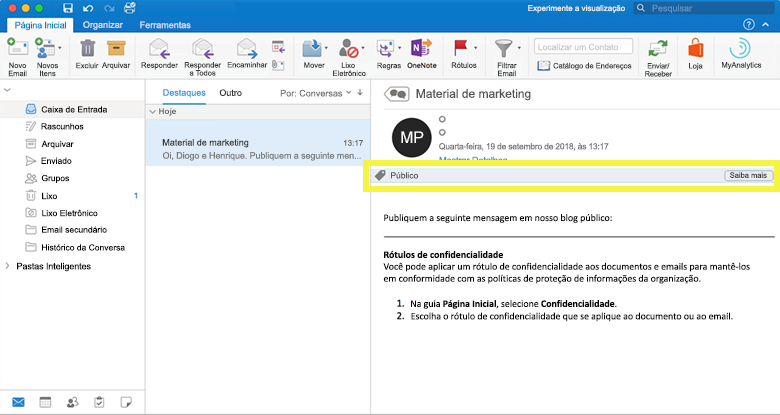 Experimente a visualização
Pesquisar
Página Inicial Organizar Ferramentas
Novo Email
Novos Itens
Excluir
Arquivar
Responder
Responder a Todos
Encaminhar
Mover
Lixo Eletrônico
Regras
OneNote
Rótulos
Filtrar Email
Localizar um Contato
Catálogo de Endereços
Enviar/ Receber
Loja
MyAnalytics
Caixa de Entrada
Rascunhos
Arquivar
Enviado
Grupos
Lixo 1
Lixo Eletrônico
Email secundário
Histórico da Conversa
Pastas Inteligentes
Destaques Outro Por: Conversas
Hoje
Material de marketing 13:17
Oi, Diogo e Henrique. Publiquem a seguinte men...
Material de marketing
MP
Quarta-feira, 19 de setembro de 2018, às 13:17
Mostrar Detalhes
Público Saiba mais
Publiquem a seguinte mensagem em nosso blog público:
Rótulos de confidencialidade
Você pode aplicar um rótulo de confidencialidade aos documentos e emails para mantê-los
em conformidade com as políticas de proteção de informações da organização.
1. Na guia Página Inicial, selecione Confidencialidade.
2. Escolha o rótulo de confidencialidade que se aplique ao documento ou ao email.